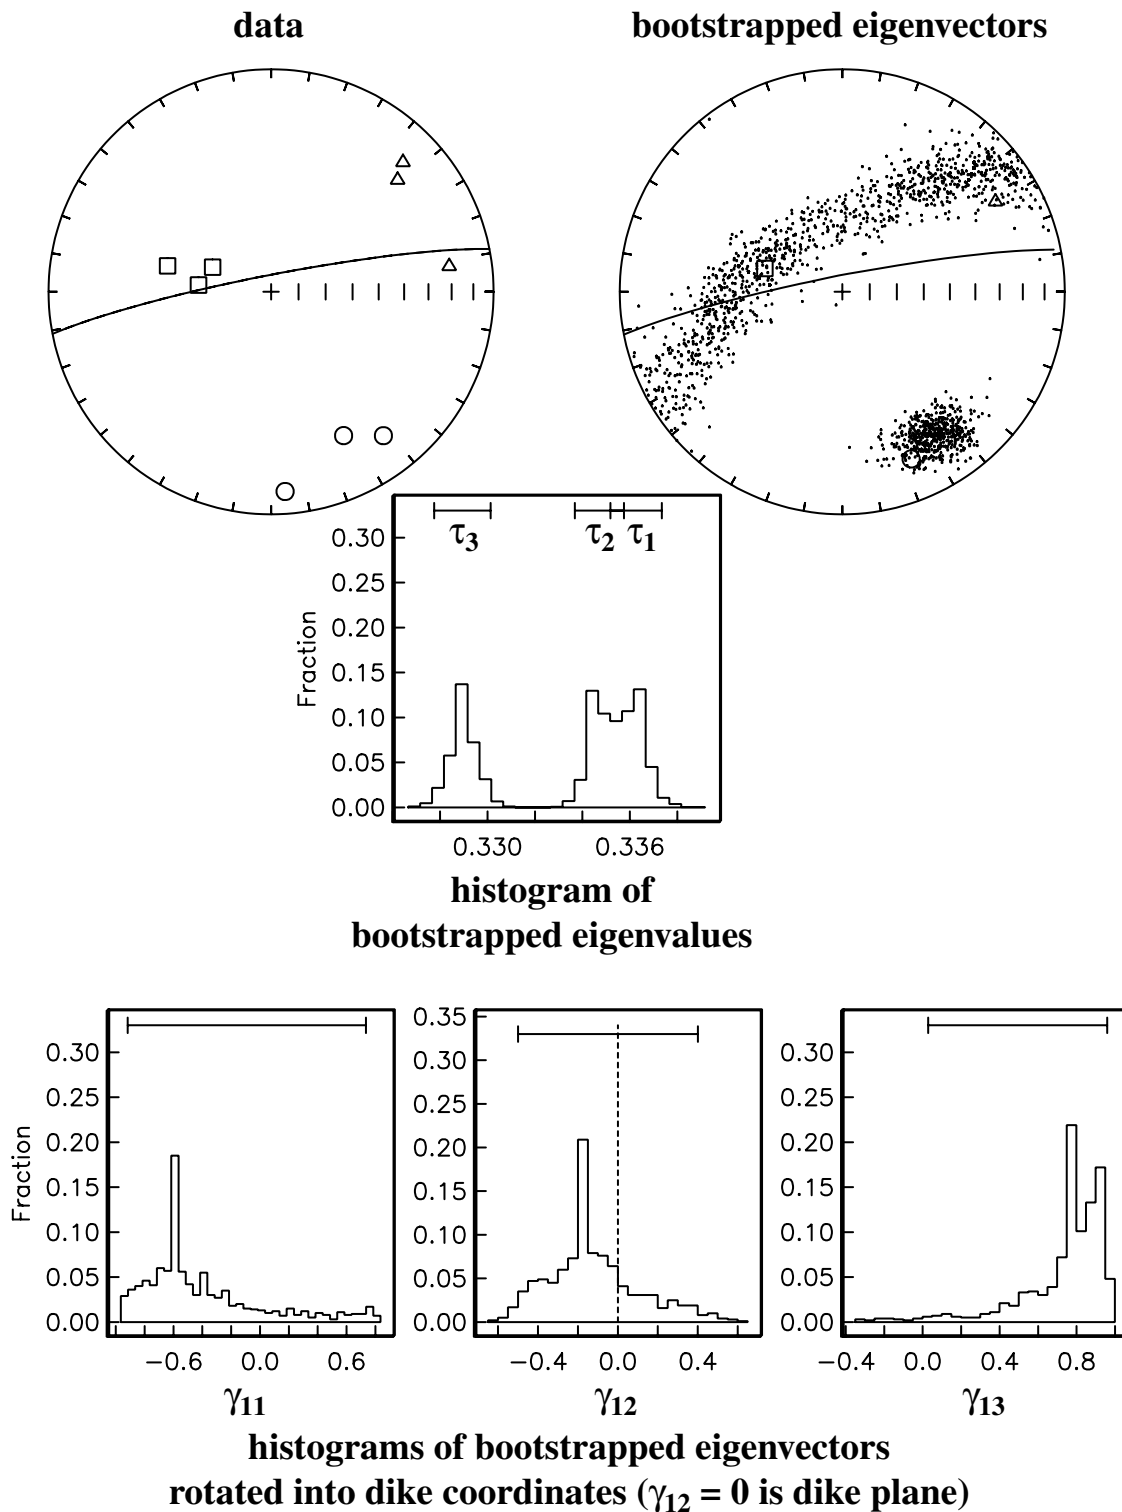 data
bootstrapped eigenvectors
τ3 τ2 τ1
0.30
0.25
0.20
0.15
0.10
0.05
0.00
Fraction
0.330 0.336
histogram of
bootstrapped eigenvalues
0.30
0.25
0.20
0.15
0.10
0.05
0.00
Fraction
−0.6 0.0 0.6
γ11
0.35
0.30
0.25
0.20
0.15
0.10
0.05
0.00
−0.4 0.0 0.4
γ12
0.30
0.25
0.20
0.15
0.10
0.05
0.00
−0.4 0.0 0.4 0.8
γ13
histograms of bootstrapped eigenvectors
rotated into dike coordinates (γ12 = 0 is dike plane)